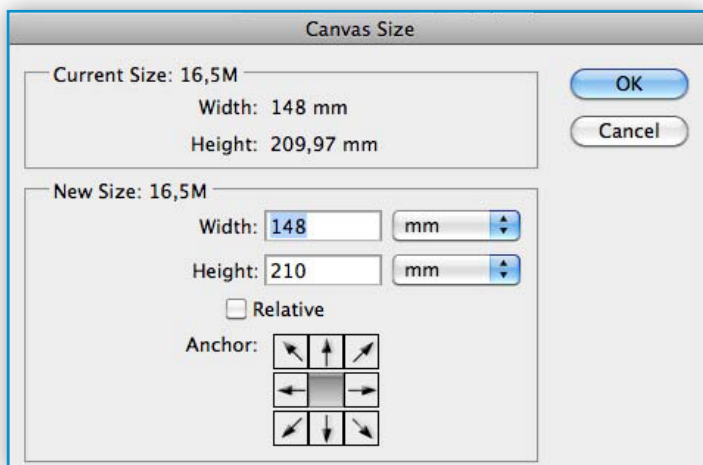 Canvas Size
Current Size: 16,5M
Width: 148 mm
Height: 209,97 mm
OK
Cancel
New Size: 16,5M
Width: 148 mm
Height: 210 mm
Relative
Anchor: